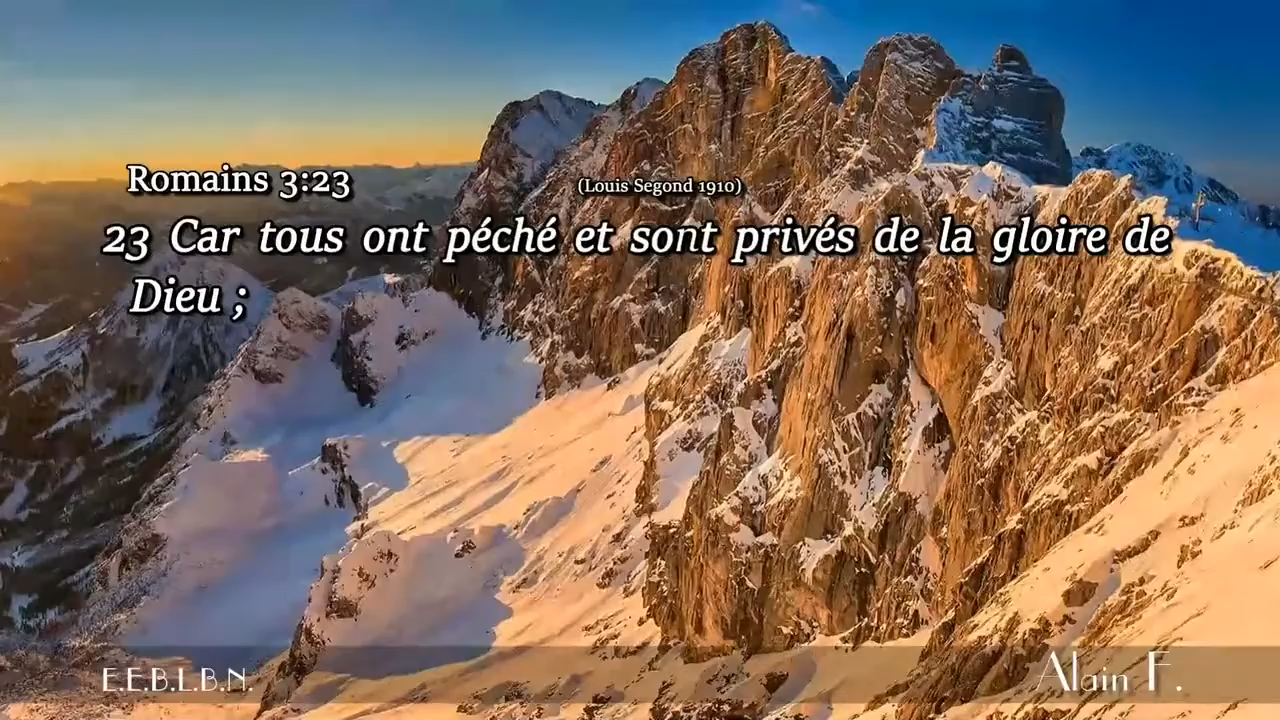 Romains 3:23 (Louis Segond 1910)
23 Car tous ont péché et sont privés de la gloire de
Dieu ;
E.E.B.L.B.N. Alain F.